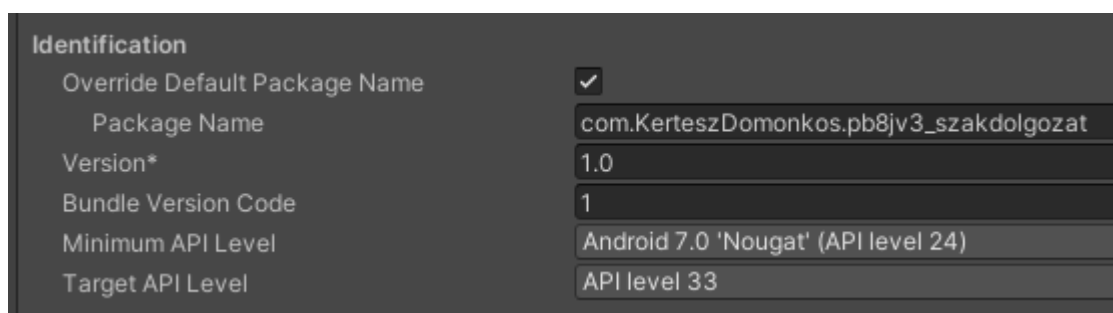 Identification
Override Default Package Name
Package Name com.KerteszDomonkos.pb8jv3_szakdolgozat
Version* 1.0
Bundle Version Code 1
Minimum API Level Android 7.0 'Nougat' (API level 24)
Target API Level API level 33